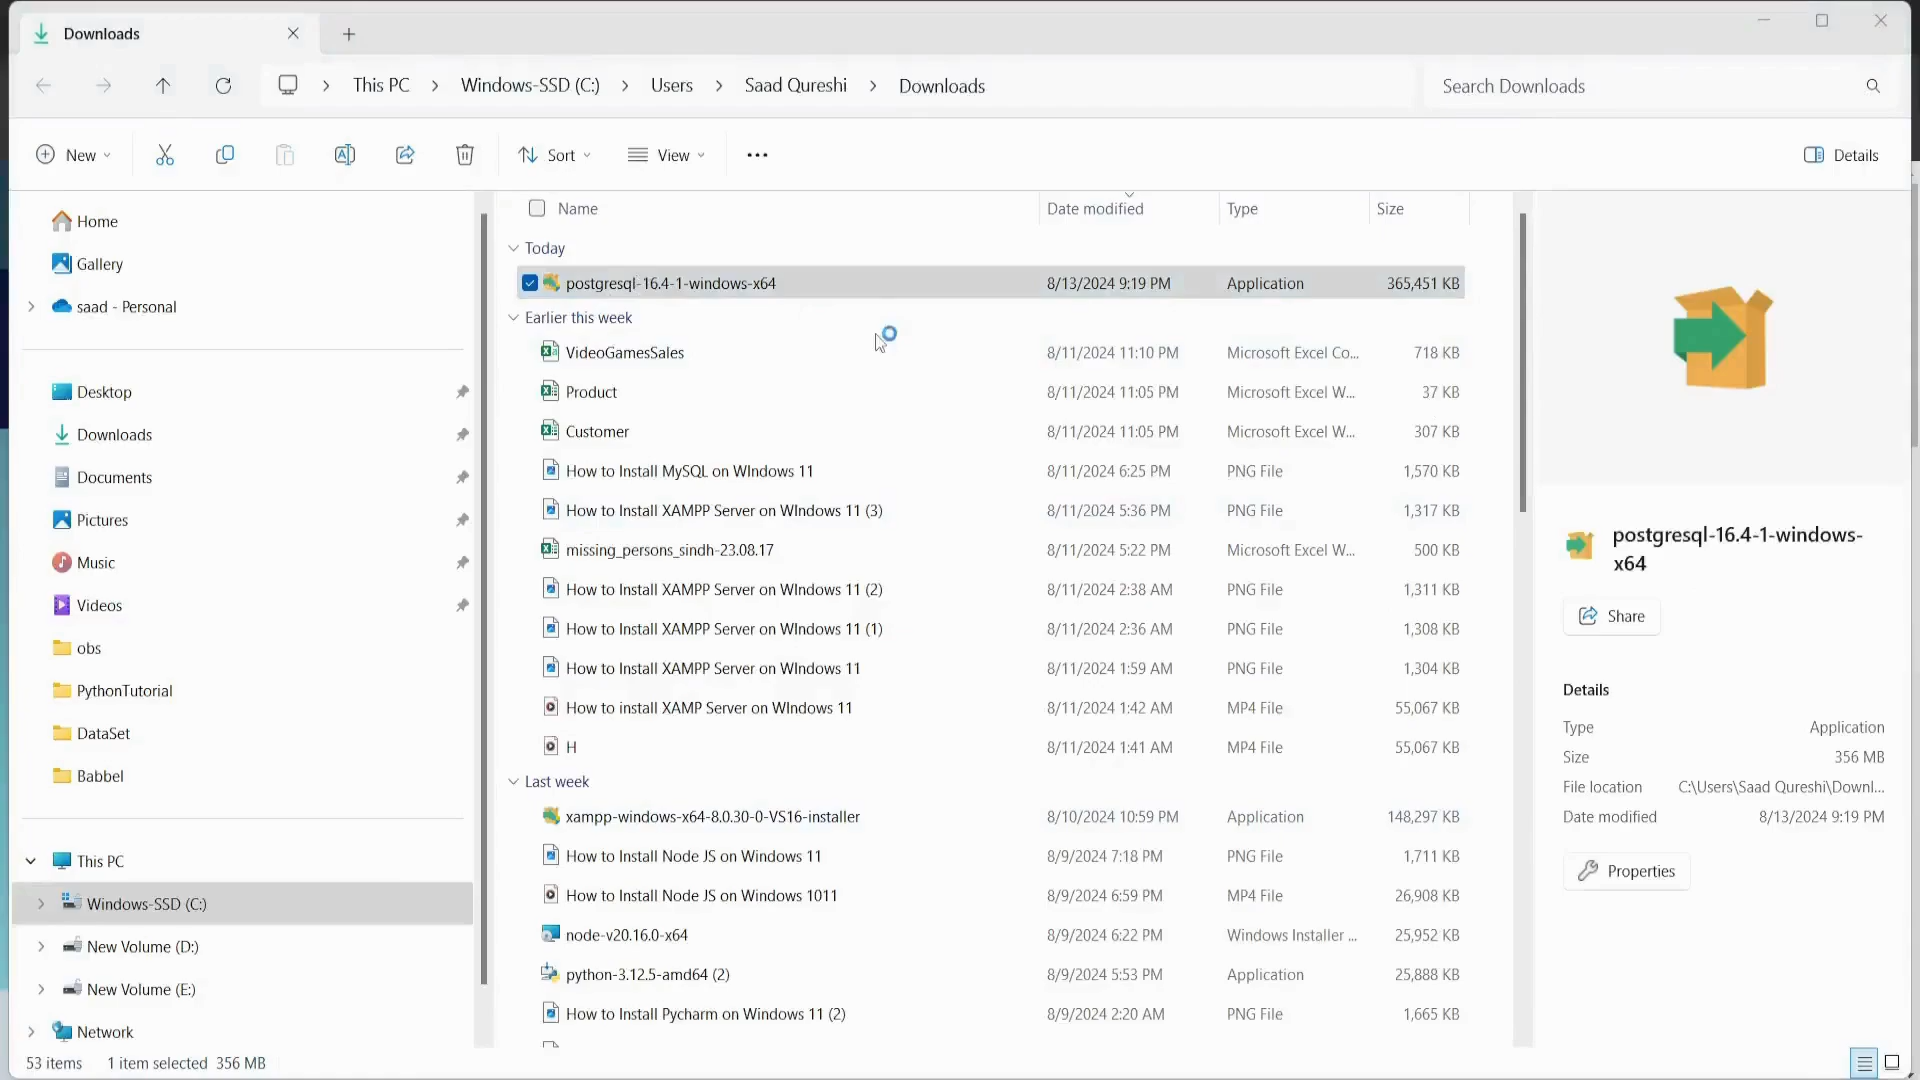 Downloads
This PC > Windows-SSD (C:) > Users > Saad Qureshi > Downloads
Search Downloads
New
Sort
View
Details
Home
Gallery
saad - Personal
Desktop
Downloads
Documents
Pictures
Music
Videos
obs
PythonTutorial
DataSet
Babbel
This PC
Windows-SSD (C:)
New Volume (D:)
New Volume (E:)
Network
Name Date modified Type Size
Today
postgresql-16.4-1-windows-x64 8/13/2024 9:19 PM Application 365,451 KB
Earlier this week
VideoGamesSales 8/11/2024 11:10 PM Microsoft Excel Co... 718 KB
Product 8/11/2024 11:05 PM Microsoft Excel W... 37 KB
Customer 8/11/2024 11:05 PM Microsoft Excel W... 307 KB
How to Install MySQL on WIndows 11 8/11/2024 6:25 PM PNG File 1,570 KB
How to Install XAMPP Server on WIndows 11 (3) 8/11/2024 5:36 PM PNG File 1,317 KB
missing_persons_sindh-23.08.17 8/11/2024 5:22 PM Microsoft Excel W... 500 KB
How to Install XAMPP Server on WIndows 11 (2) 8/11/2024 2:38 AM PNG File 1,311 KB
How to Install XAMPP Server on WIndows 11 (1) 8/11/2024 2:36 AM PNG File 1,308 KB
How to Install XAMPP Server on WIndows 11 8/11/2024 1:59 AM PNG File 1,304 KB
How to install XAMP Server on WIndows 11 8/11/2024 1:42 AM MP4 File 55,067 KB
H 8/11/2024 1:41 AM MP4 File 55,067 KB
Last week
xampp-windows-x64-8.0.30-0-VS16-installer 8/10/2024 10:59 PM Application 148,297 KB
How to Install Node JS on Windows 11 8/9/2024 7:18 PM PNG File 1,711 KB
How to Install Node JS on Windows 1011 8/9/2024 6:59 PM MP4 File 26,908 KB
node-v20.16.0-x64 8/9/2024 6:22 PM Windows Installer ... 25,952 KB
python-3.12.5-amd64 (2) 8/9/2024 5:53 PM Application 25,888 KB
How to Install Pycharm on Windows 11 (2) 8/9/2024 2:20 AM PNG File 1,665 KB
postgresql-16.4-1-windows-
x64
Share
Details
Type Application
Size 356 MB
File location C:\Users\Saad Qureshi\Downl...
Date modified 8/13/2024 9:19 PM
Properties
53 items 1 item selected 356 MB